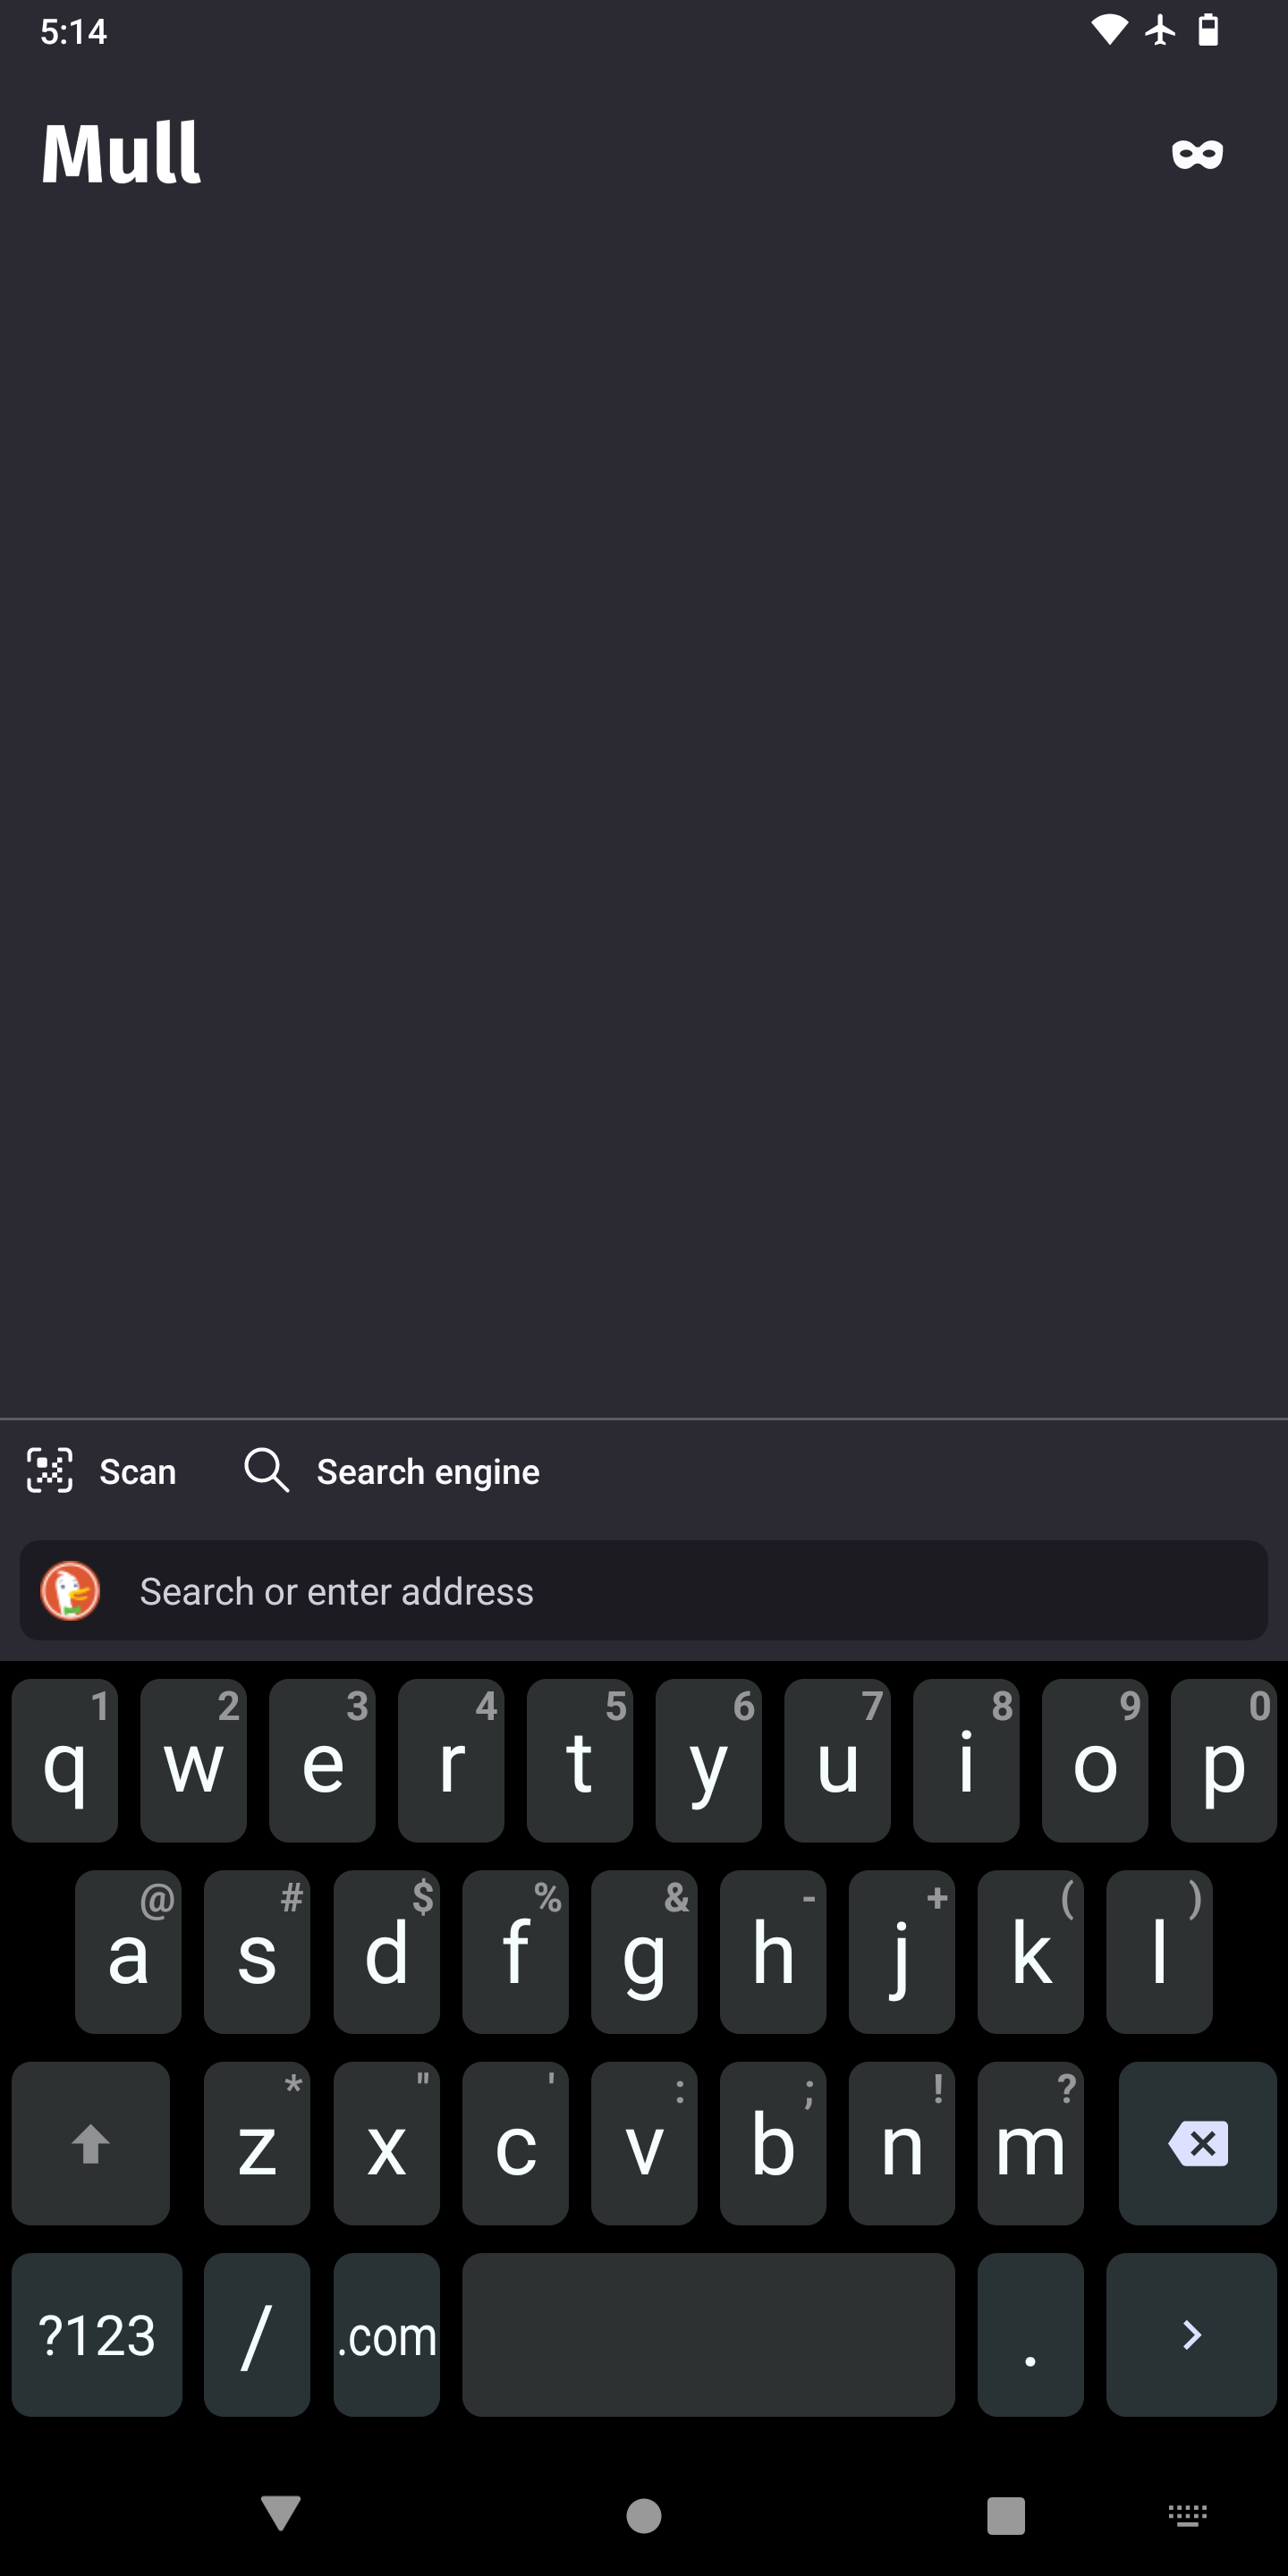 5:14
Mull
Scan Search engine
Search or enter address
1 2 3 4 5 6 7 8 9 0
q w e r t y u i o p
@ # $ % & - + ( )
a s d f g h j k l
* " ' : ; ! ?
z x c v b n m
?123 / .com .